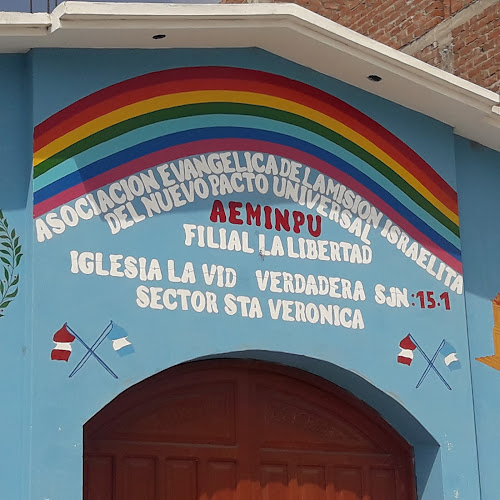 ASOCIACION EVANGELICA DE LA MISION ISRAELITA
DEL NUEVO PACTO UNIVERSAL
AEMINPU
FILIAL LA LIBERTAD
IGLESIA LA VID VERDADERA SJN:15.1
SECTOR STA VERONICA